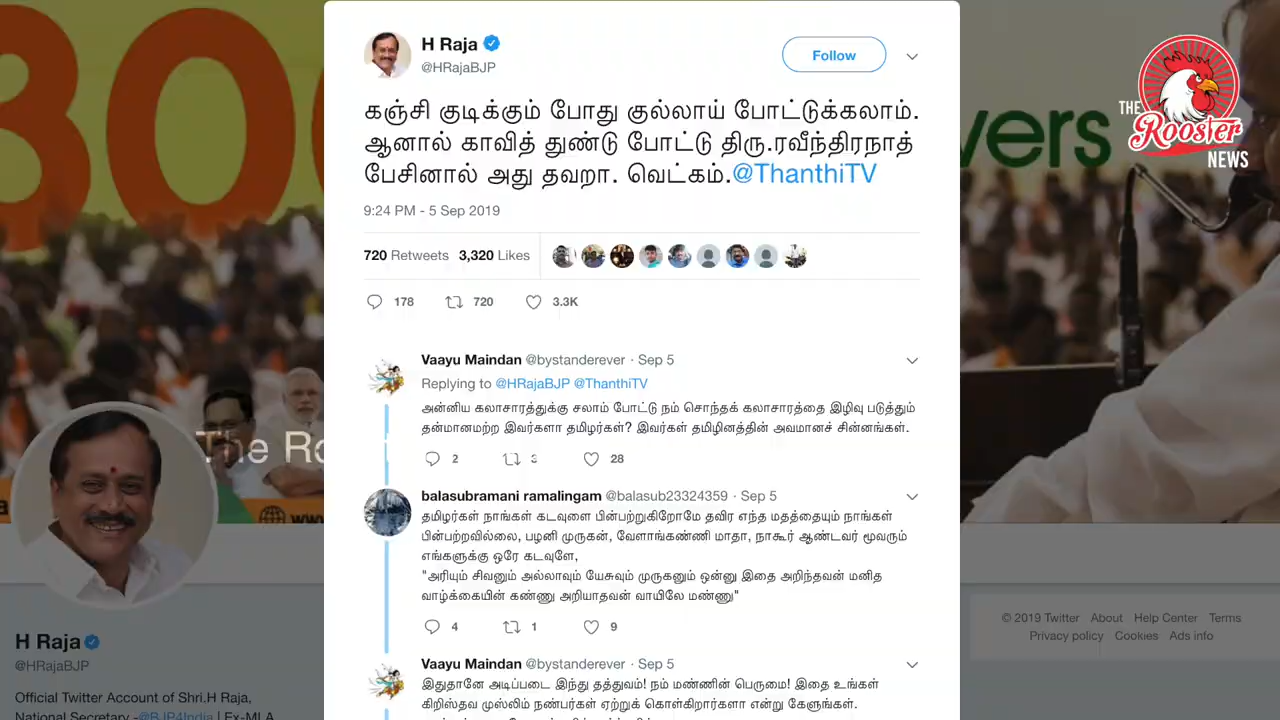 H Raja
@HRajaBJP
Follow
கஞ்சி குடிக்கும் போது குல்லாய் போட்டுக்கலாம்.
ஆனால் காவித் துண்டு போட்டு திரு.ரவீந்திரநாத்
பேசினால் அது தவறா. வெட்கம்.@ThanthiTV
9:24 PM - 5 Sep 2019
720 Retweets 3,320 Likes
178 720 3.3K
Vaayu Maindan @bystanderever · Sep 5
Replying to @HRajaBJP @ThanthiTV
அன்னிய கலாசாரத்துக்கு சலாம் போட்டு நம் சொந்தக் கலாசாரத்தை இழிவு படுத்தும்
தன்மானமற்ற இவர்களா தமிழர்கள்? இவர்கள் தமிழினத்தின் அவமானச் சின்னங்கள்.
2 3 28
balasubramani ramalingam @balasub23324359 · Sep 5
தமிழர்கள் நாங்கள் கடவுளை பின்பற்றுகிறோமே தவிர எந்த மதத்தையும் நாங்கள்
பின்பற்றவில்லை, பழனி முருகன், வேளாங்கண்ணி மாதா, நாகூர் ஆண்டவர் மூவரும்
எங்களுக்கு ஒரே கடவுளே,
"அரியும் சிவனும் அல்லாவும் யேசுவும் முருகனும் ஒன்னு இதை அறிந்தவன் மனித
வாழ்க்கையின் கண்ணு அறியாதவன் வாயிலே மண்ணு"
4 1 9
Vaayu Maindan @bystanderever · Sep 5
இதுதானே அடிப்படை இந்து தத்துவம்! நம் மண்ணின் பெருமை! இதை உங்கள்
கிறிஸ்தவ முஸ்லிம் நண்பர்கள் ஏற்றுக் கொள்கிறார்களா என்று கேளுங்கள்.
THE
Rooster
NEWS
vers
The Ro
H Raja
@HRajaBJP
Official Twitter Account of Shri.H Raja,
National Secretary -@BJP4India | Ex-MLA
© 2019 Twitter About Help Center Terms
Privacy policy Cookies Ads info